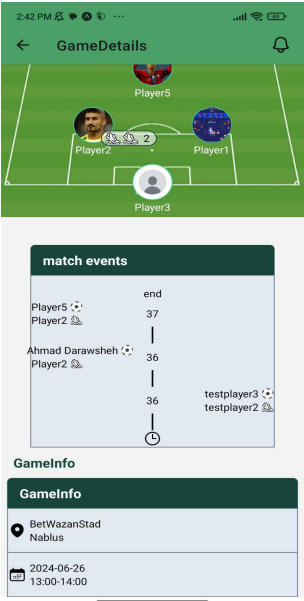 2:42 PM
49
GameDetails
Player5
2
Player2
Player1
Player3
match events
end
Player5
Player2
37
Ahmad Darawsheh
Player2
36
36
testplayer3
testplayer2
GameInfo
GameInfo
BetWazanStad
Nablus
2024-06-26
13:00-14:00